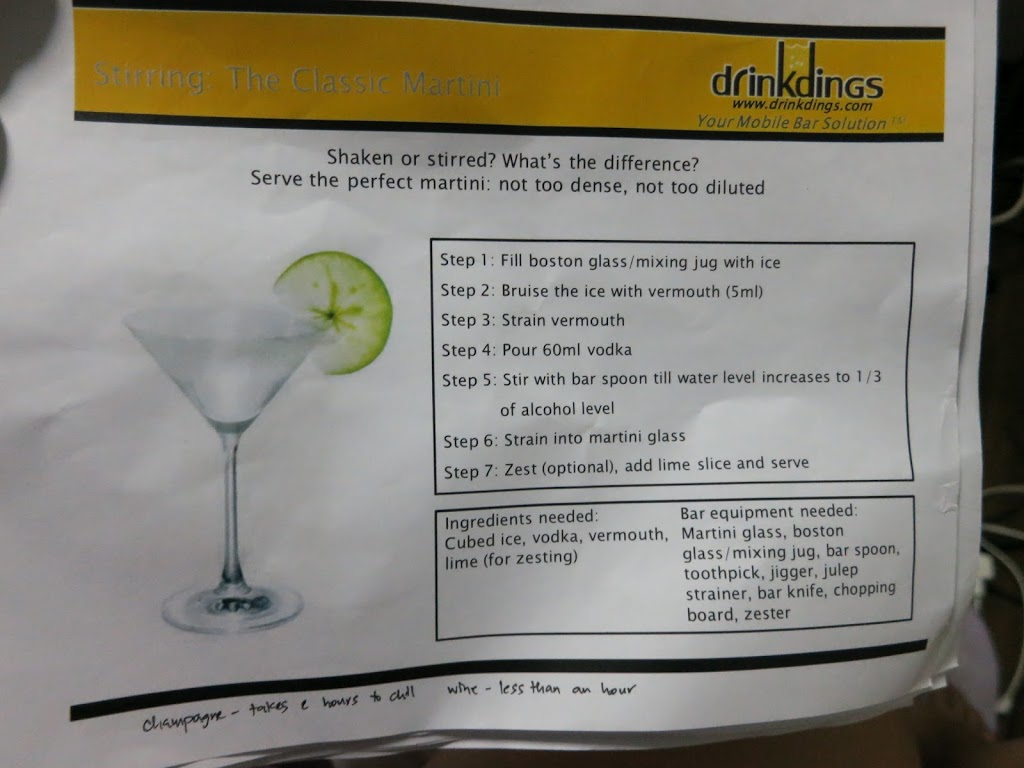 Stirring: The Classic Martini
drinkdings
www.drinkdings.com
Your Mobile Bar Solution TM
Shaken or stirred? What's the difference?
Serve the perfect martini: not too dense, not too diluted
Step 1: Fill boston glass/mixing jug with ice
Step 2: Bruise the ice with vermouth (5ml)
Step 3: Strain vermouth
Step 4: Pour 60ml vodka
Step 5: Stir with bar spoon till water level increases to 1/3
of alcohol level
Step 6: Strain into martini glass
Step 7: Zest (optional), add lime slice and serve
Ingredients needed:
Cubed ice, vodka, vermouth,
lime (for zesting)
Bar equipment needed:
Martini glass, boston
glass/mixing jug, bar spoon,
toothpick, jigger, julep
strainer, bar knife, chopping
board, zester
champagne - takes hours to chill
wine - less than an hour